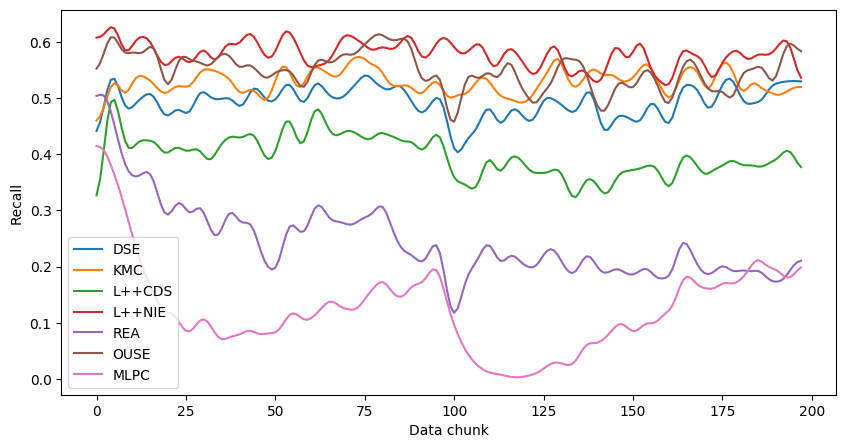 0.6
0.5
0.4
0.3
0.2
0.1
0.0
Recall
DSE
KMC
L++CDS
L++NIE
REA
OUSE
MLPC
0 25 50 75 100 125 150 175 200
Data chunk